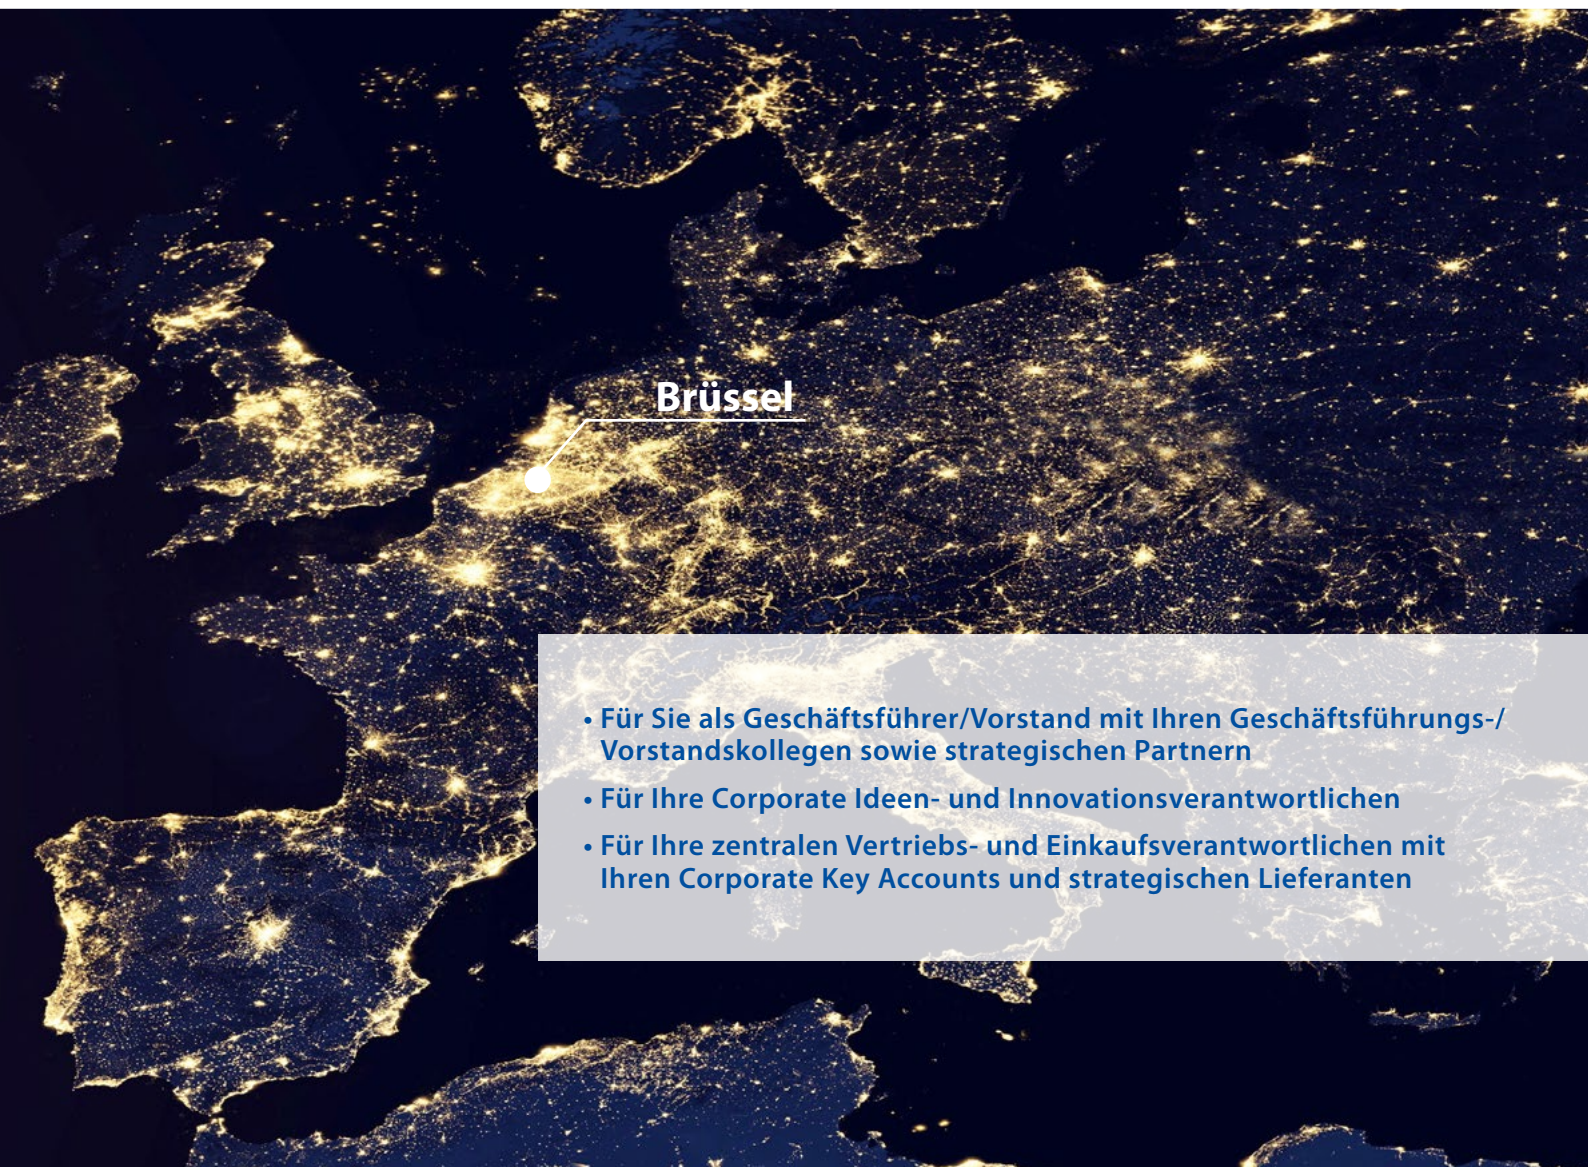 Brüssel
• Für Sie als Geschäftsführer/Vorstand mit Ihren Geschäftsführungs-/
Vorstandskollegen sowie strategischen Partnern
• Für Ihre Corporate Ideen- und Innovationsverantwortlichen
• Für Ihre zentralen Vertriebs- und Einkaufsverantwortlichen mit
Ihren Corporate Key Accounts und strategischen Lieferanten